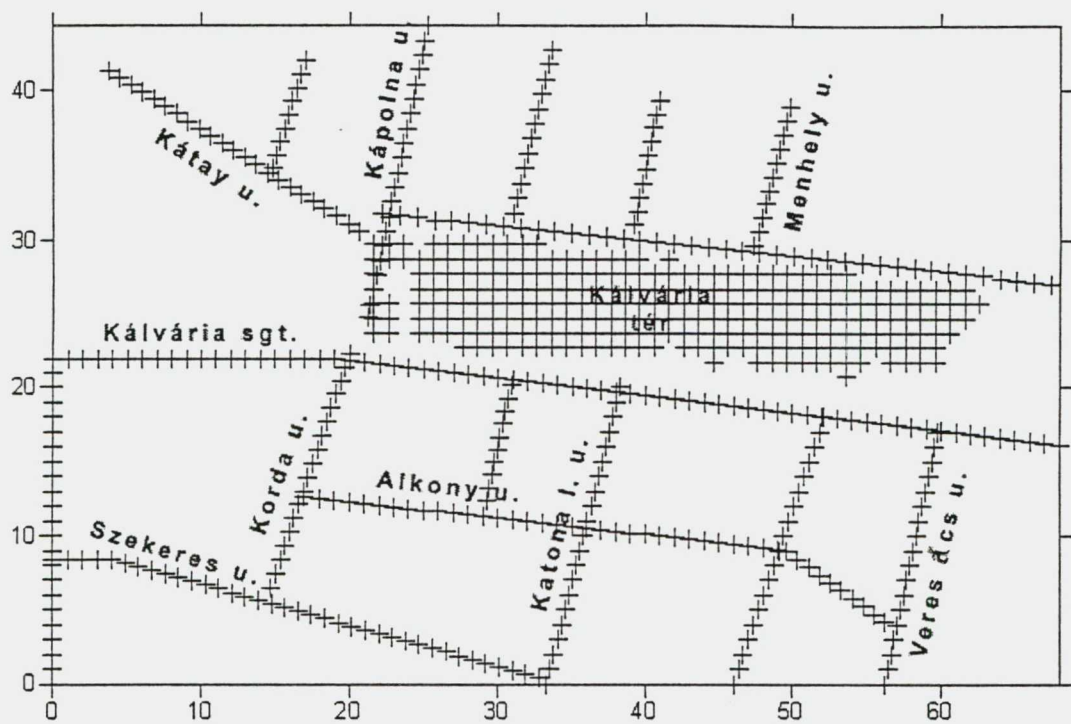 40
30
20
10
0
0
10
20
30
40
50
60
Kátay u.
Kápolna u.
Menhely u.
Kálvária
tér
Kálvária sgt.
Korda u.
Alkony u.
Katona I. u.
Szekeres u.
Veres ács u.